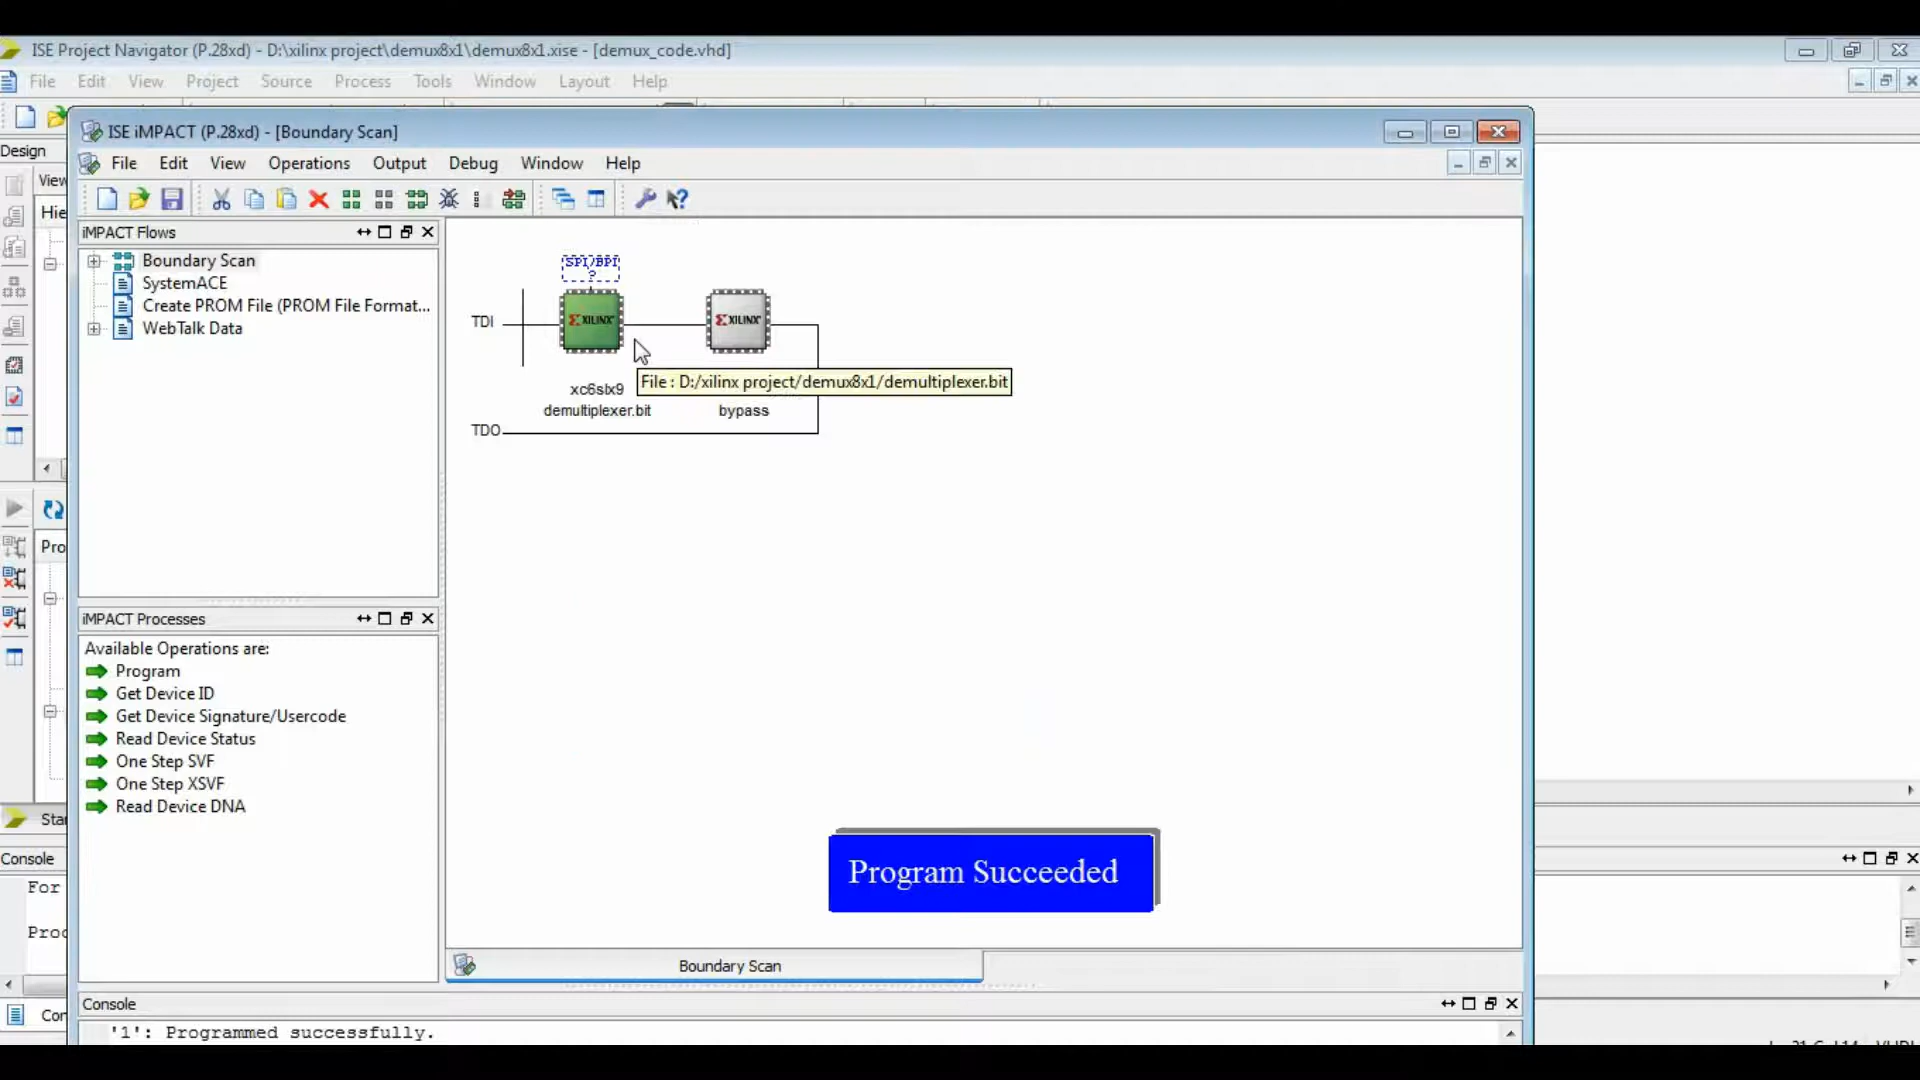 ISE Project Navigator (P.28xd) - D:\xilinx project\demux8x1\demux8x1.xise - [demux_code.vhd]
File Edit View Project Source Process Tools Window Layout Help
Design
ISE iMPACT (P.28xd) - [Boundary Scan]
File Edit View Operations Output Debug Window Help
View
Hie
iMPACT Flows
Boundary Scan
SystemACE
Create PROM File (PROM File Format...
WebTalk Data
SPI/BPI
?
TDI
XILINX
XILINX
File : D:/xilinx project/demux8x1/demultiplexer.bit
xc6slx9
demultiplexer.bit
bypass
TDO
Pro
iMPACT Processes
Available Operations are:
Program
Get Device ID
Get Device Signature/Usercode
Read Device Status
One Step SVF
One Step XSVF
Read Device DNA
Star
Console
For
Proc
Program Succeeded
Boundary Scan
Con
Console
'1': Programmed successfully.